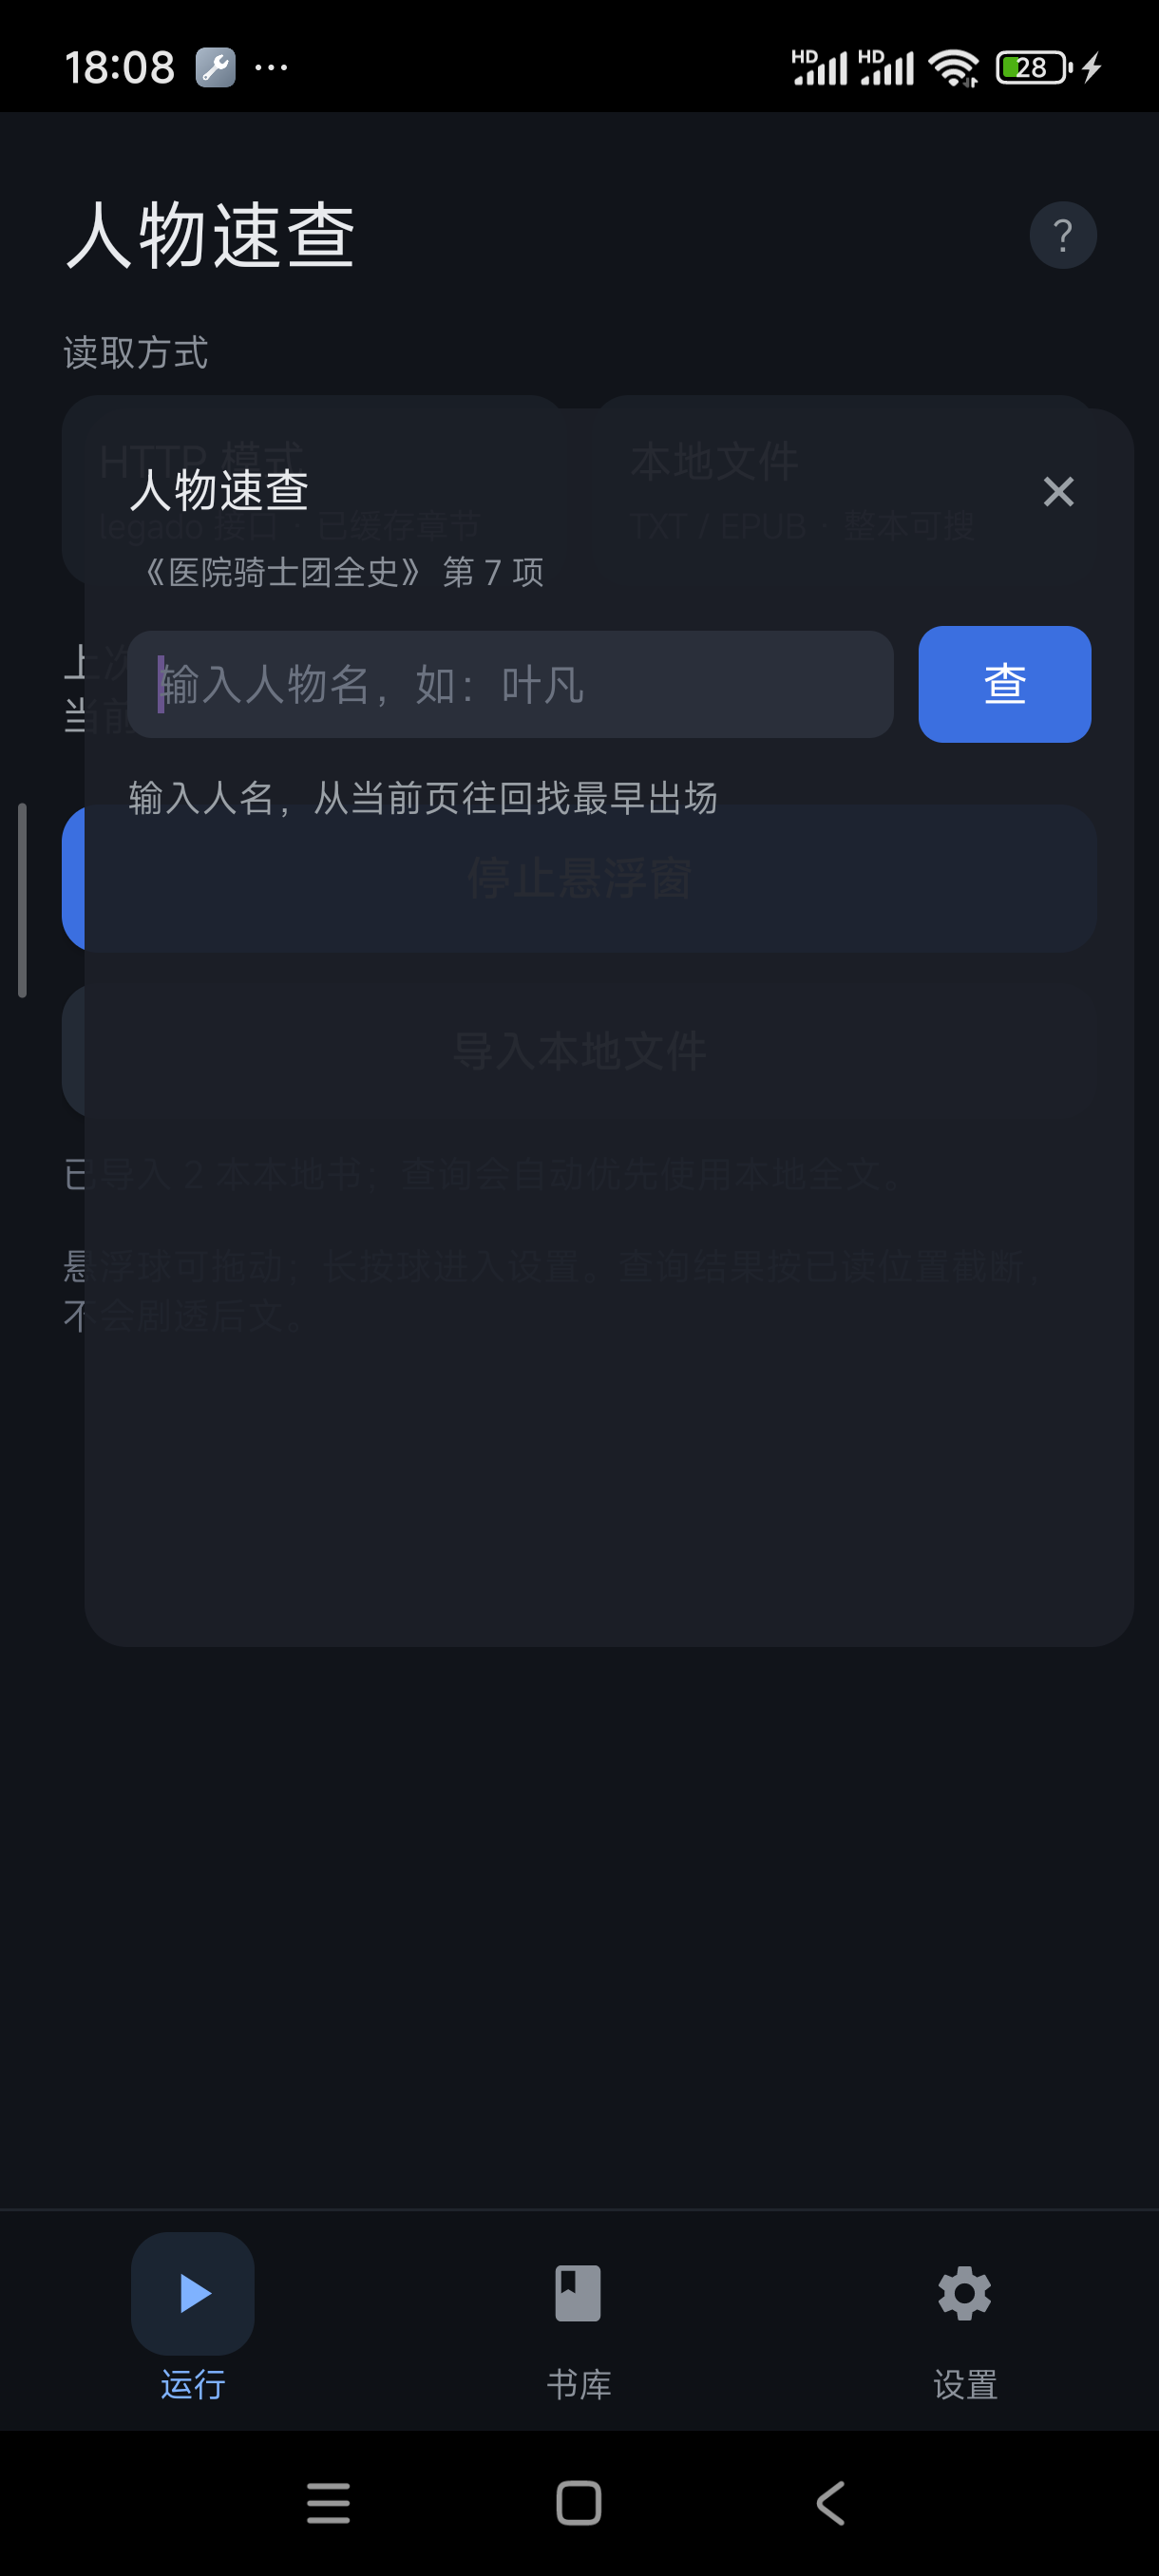 18:08
HD HD 28
人物速查
?
读取方式
HTTP 模式
本地文件
人物速查
legado 接口 · 已缓存章节
TXT / EPUB · 整本可搜
《医院骑士团全史》 第 7 项
上次
当前
输入人物名，如：叶凡
查
输入人名，从当前页往回找最早出场
停止悬浮窗
导入本地文件
已导入 2 本本地书；查询会自动优先使用本地全文。
悬浮球可拖动；长按球进入设置。查询结果按已读位置截断，
不会剧透后文。
运行
书库
设置